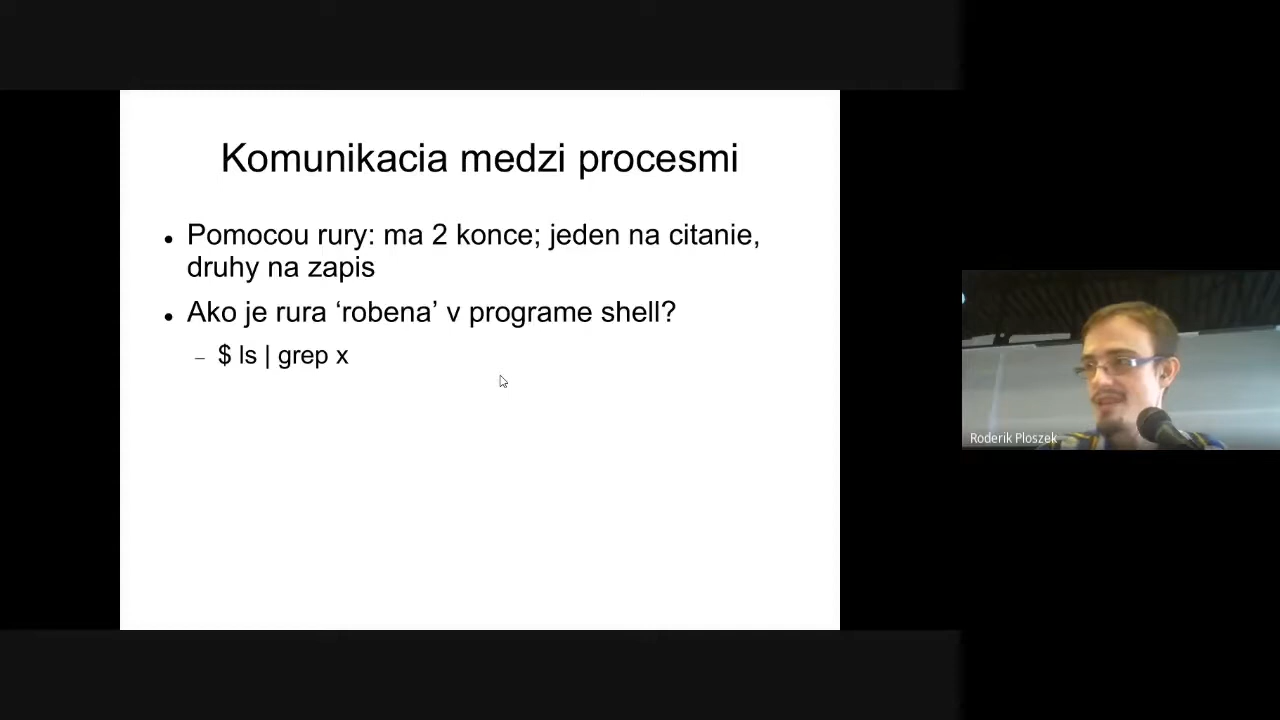 Komunikacia medzi procesmi
Pomocou rury: ma 2 konce; jeden na citanie,
druhy na zapis
Ako je rura ‘robena’ v programe shell?
$ ls | grep x
Roderik Ploszek